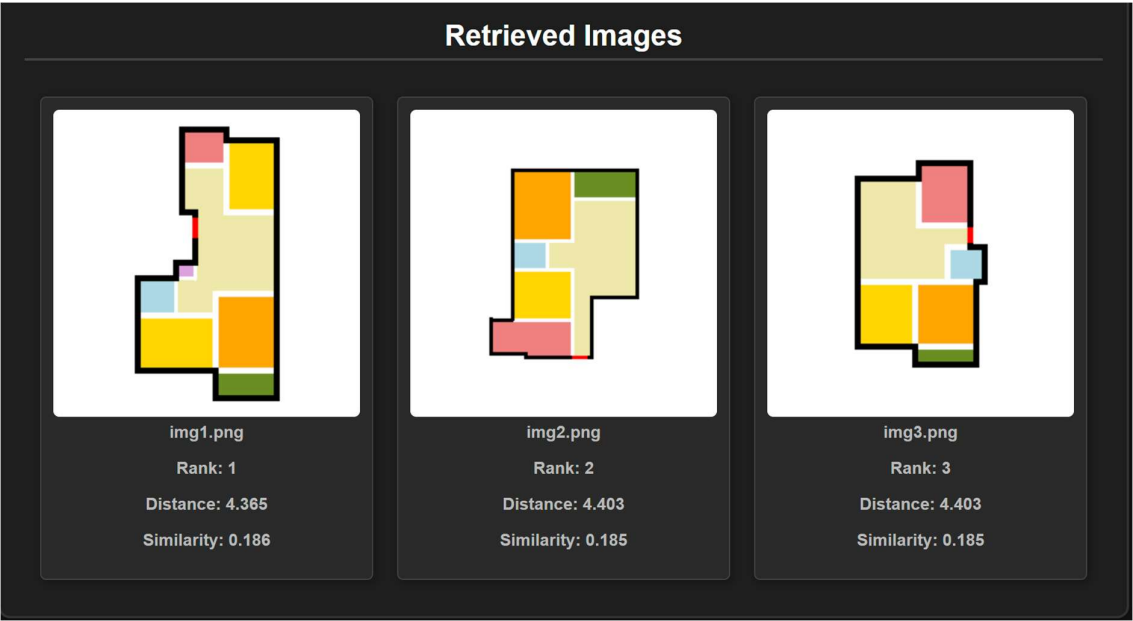 Retrieved Images
img1.png
Rank: 1
Distance: 4.365
Similarity: 0.186
img2.png
Rank: 2
Distance: 4.403
Similarity: 0.185
img3.png
Rank: 3
Distance: 4.403
Similarity: 0.185